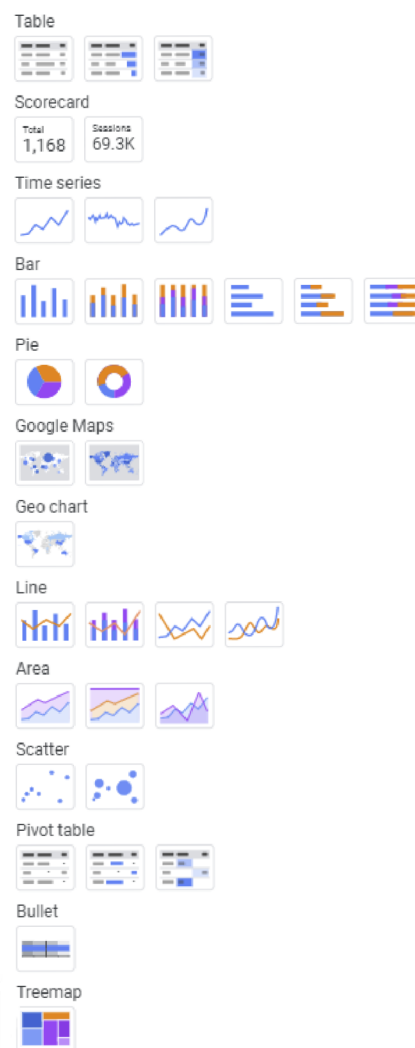 Table
Scorecard
Total
1,168
Sessions
69.3K
Time series
Bar
Pie
Google Maps
Geo chart
Line
Area
Scatter
Pivot table
Bullet
Treemap